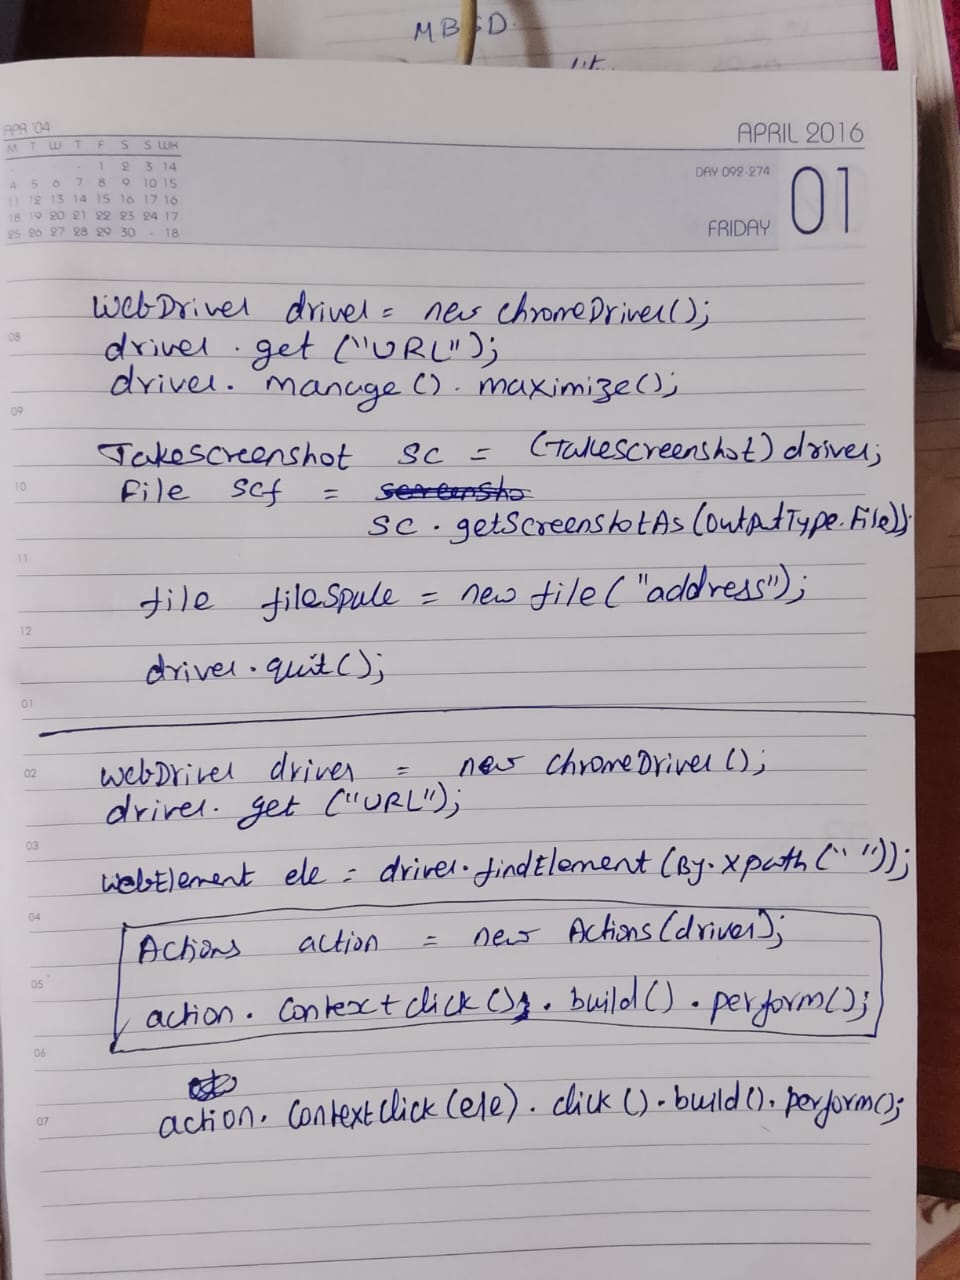 MBSD
APR '04
M T W T F S S WK
- 1 2 3 14
4 5 6 7 8 9 10 15
11 12 13 14 15 16 17 16
18 19 20 21 22 23 24 17
25 26 27 28 29 30 - 18
APRIL 2016
DAY 092-274
01
FRIDAY
WebDriver driver = new chromeDriver();
08
driver . get ("URL");
driver. manage (). maximize();
09
Takescreenshot sc = (Takescreenshot) driver;
10
File scf =
sc . getScreenshotAs (OutputType.File));
11
file filespule = new file ("address");
12
driver.quit();
01
02
WebDriver driver = new chromeDriver();
driver. get ("URL");
03
WebElement ele = driver.findElement (By.xpath (" "));
04
Actions action = new Actions(driver);
05
action. Contextclick(). build(). perform();
06
07
action. Contextclick (ele). click (). build(). perform();